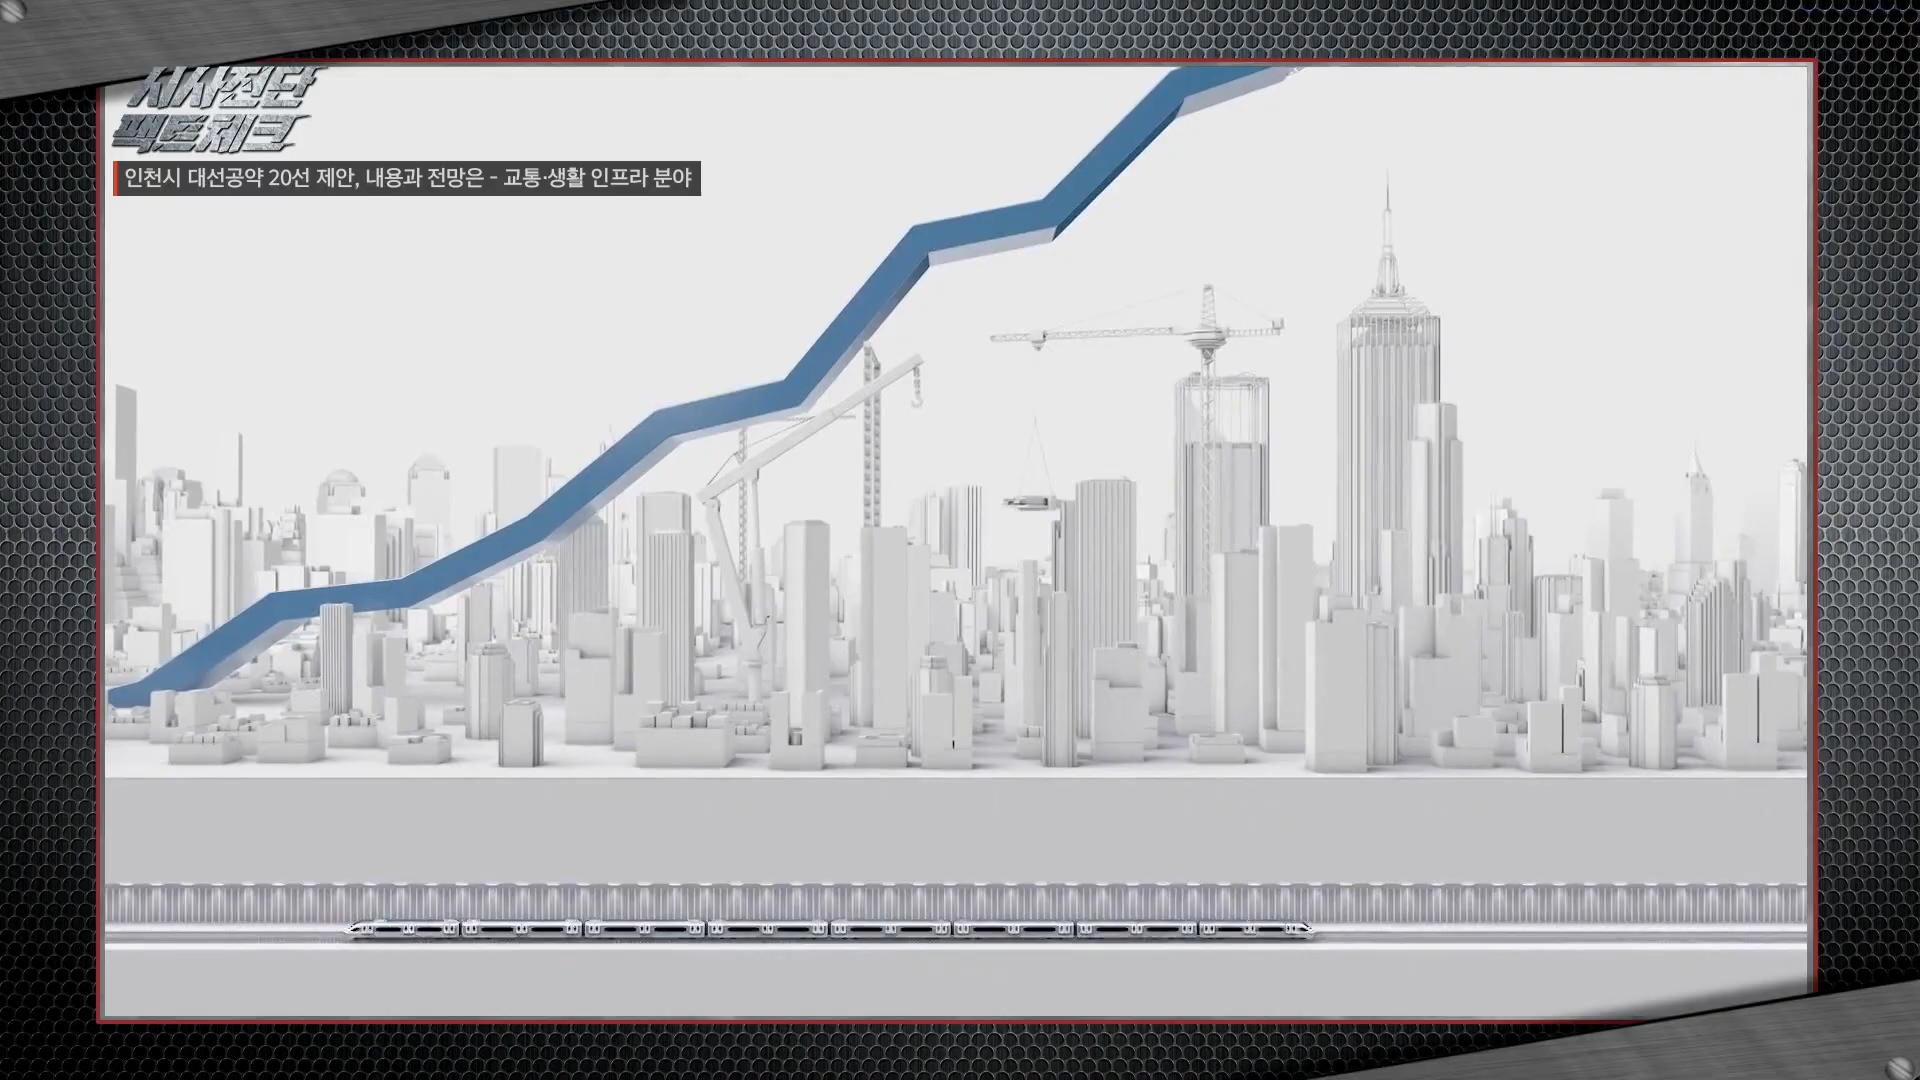 시사전단
팩트체크
인천시 대선공약 20선 제안, 내용과 전망은 - 교통·생활 인프라 분야